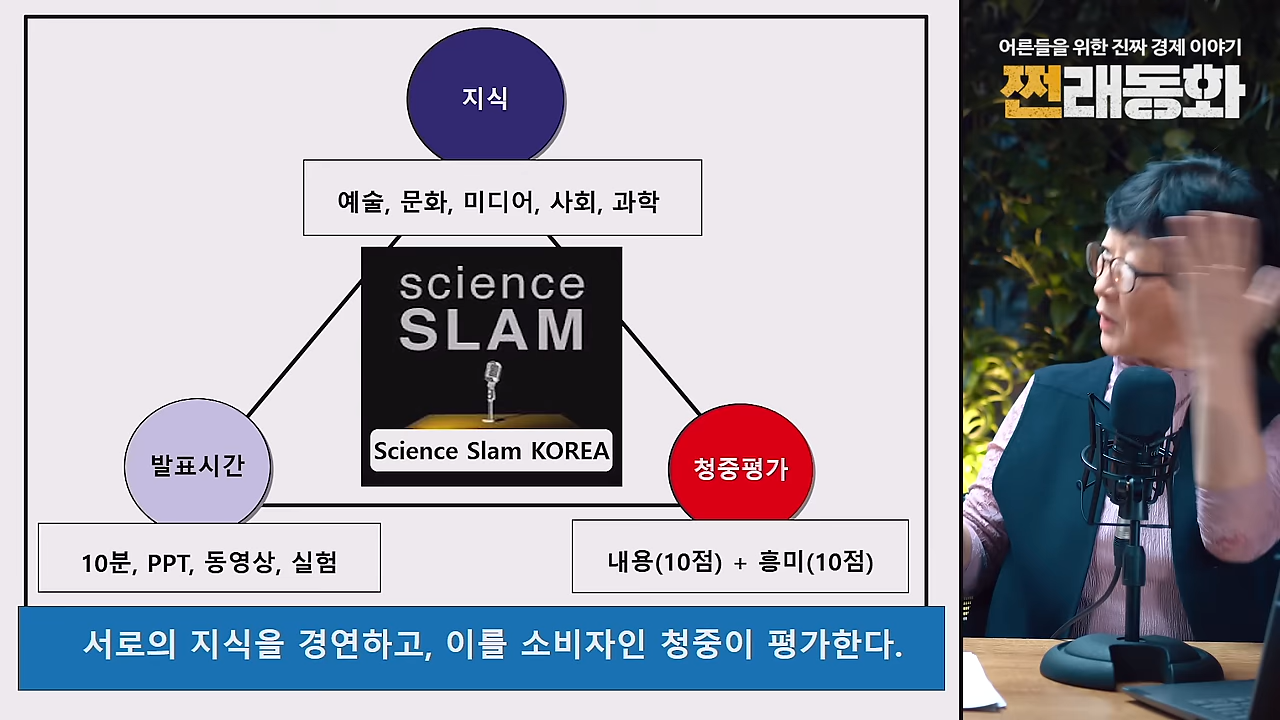 지식
예술, 문화, 미디어, 사회, 과학
science
SLAM
Science Slam KOREA
발표시간
10분, PPT, 동영상, 실험
청중평가
내용(10점) + 흥미(10점)
서로의 지식을 경연하고, 이를 소비자인 청중이 평가한다.
어른들을 위한 진짜 경제 이야기
쩐래동화